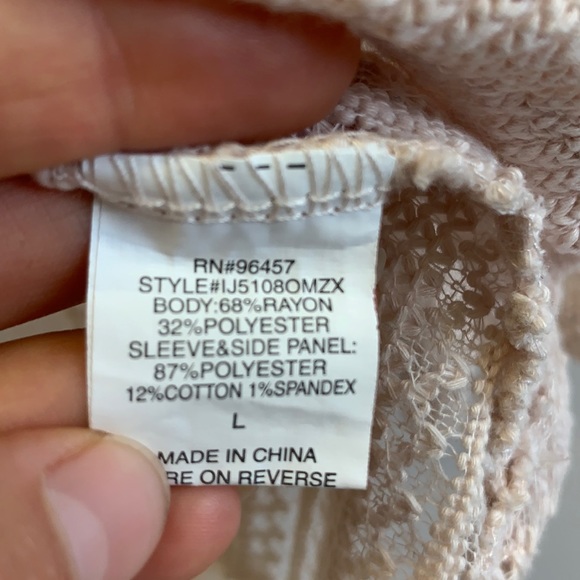 RN#96457
STYLE#IJ5108OMZX
BODY:68%RAYON
32%POLYESTER
SLEEVE&SIDE PANEL:
87%POLYESTER
12%COTTON 1%SPANDEX
L
MADE IN CHINA
RE ON REVERSE